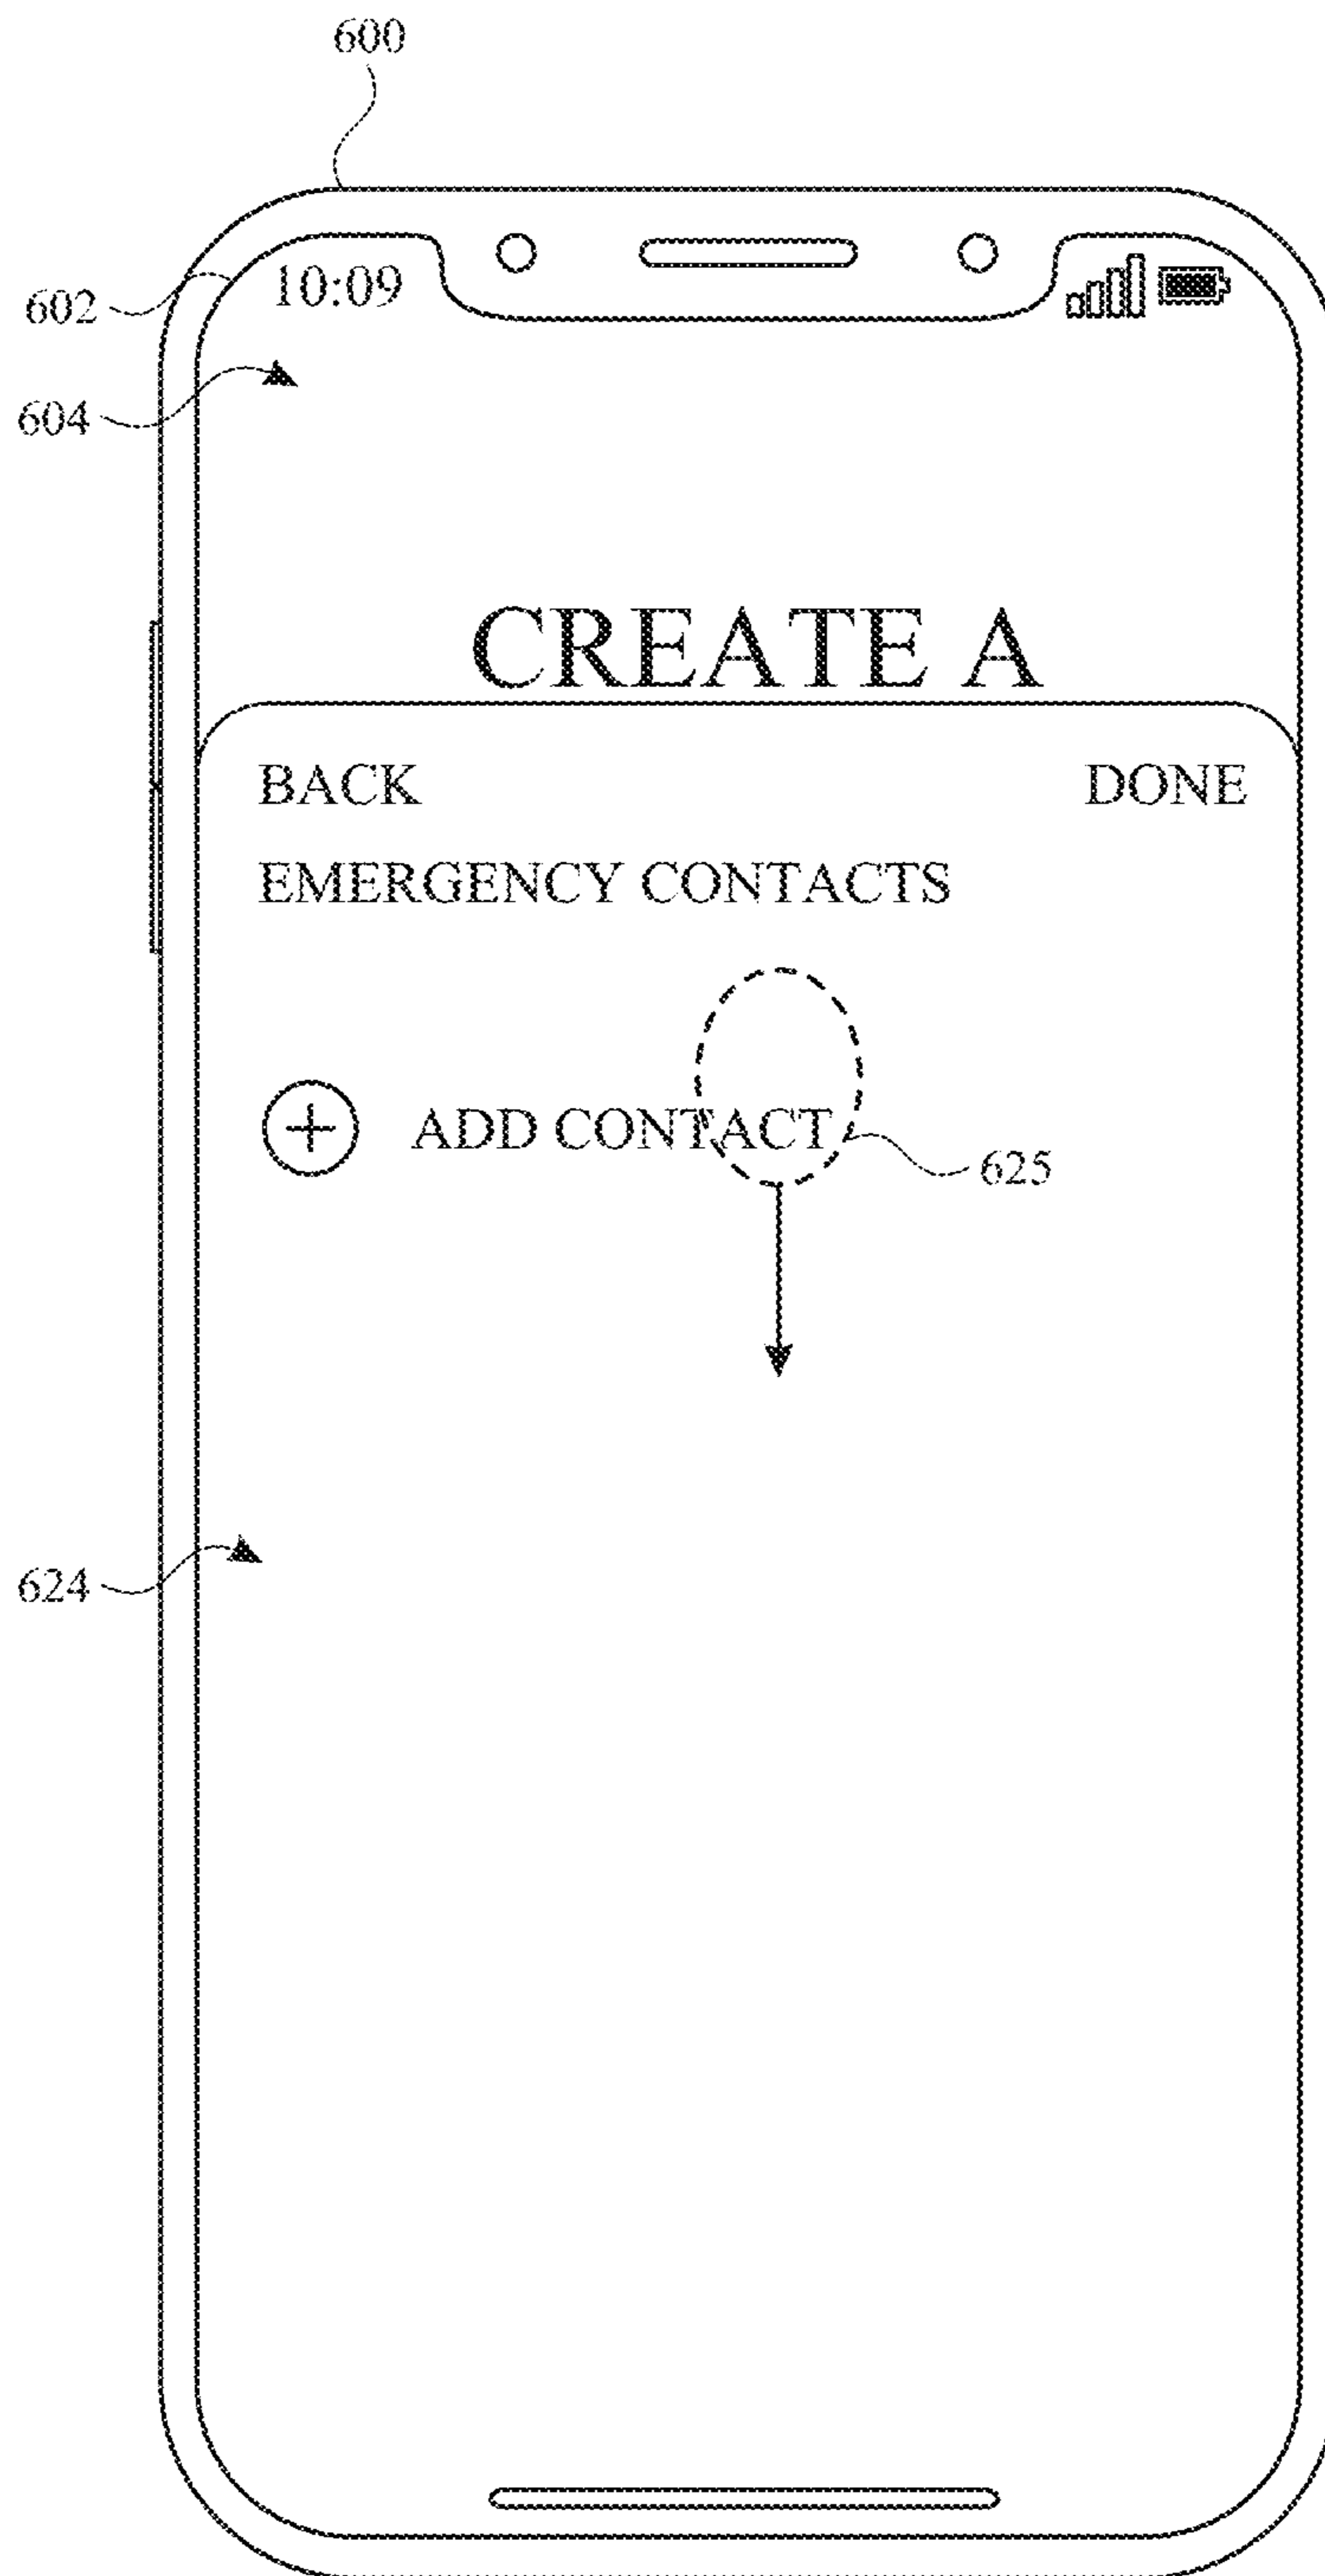 600
602
10:09
604
CREATE A
BACK DONE
EMERGENCY CONTACTS
ADD CONTACT
625
624